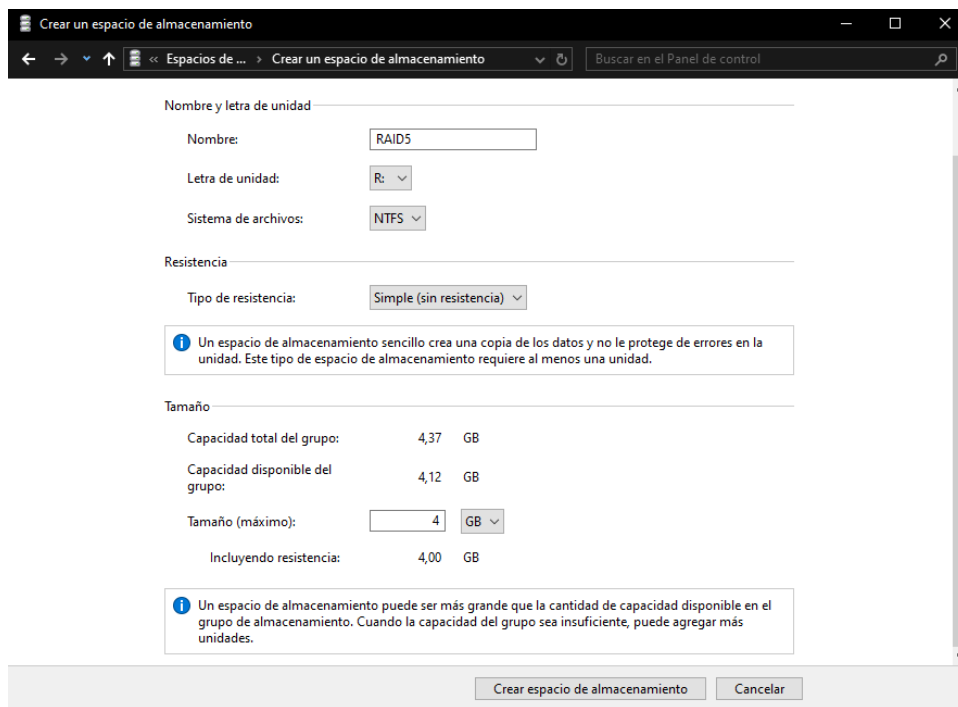 Crear un espacio de almacenamiento
« Espacios de ... › Crear un espacio de almacenamiento
Buscar en el Panel de control
Nombre y letra de unidad
Nombre: RAID5
Letra de unidad: R:
Sistema de archivos: NTFS
Resistencia
Tipo de resistencia: Simple (sin resistencia)
Un espacio de almacenamiento sencillo crea una copia de los datos y no le protege de errores en la
unidad. Este tipo de espacio de almacenamiento requiere al menos una unidad.
Tamaño
Capacidad total del grupo: 4,37 GB
Capacidad disponible del
grupo: 4,12 GB
Tamaño (máximo): 4 GB
Incluyendo resistencia: 4,00 GB
Un espacio de almacenamiento puede ser más grande que la cantidad de capacidad disponible en el
grupo de almacenamiento. Cuando la capacidad del grupo sea insuficiente, puede agregar más
unidades.
Crear espacio de almacenamiento Cancelar